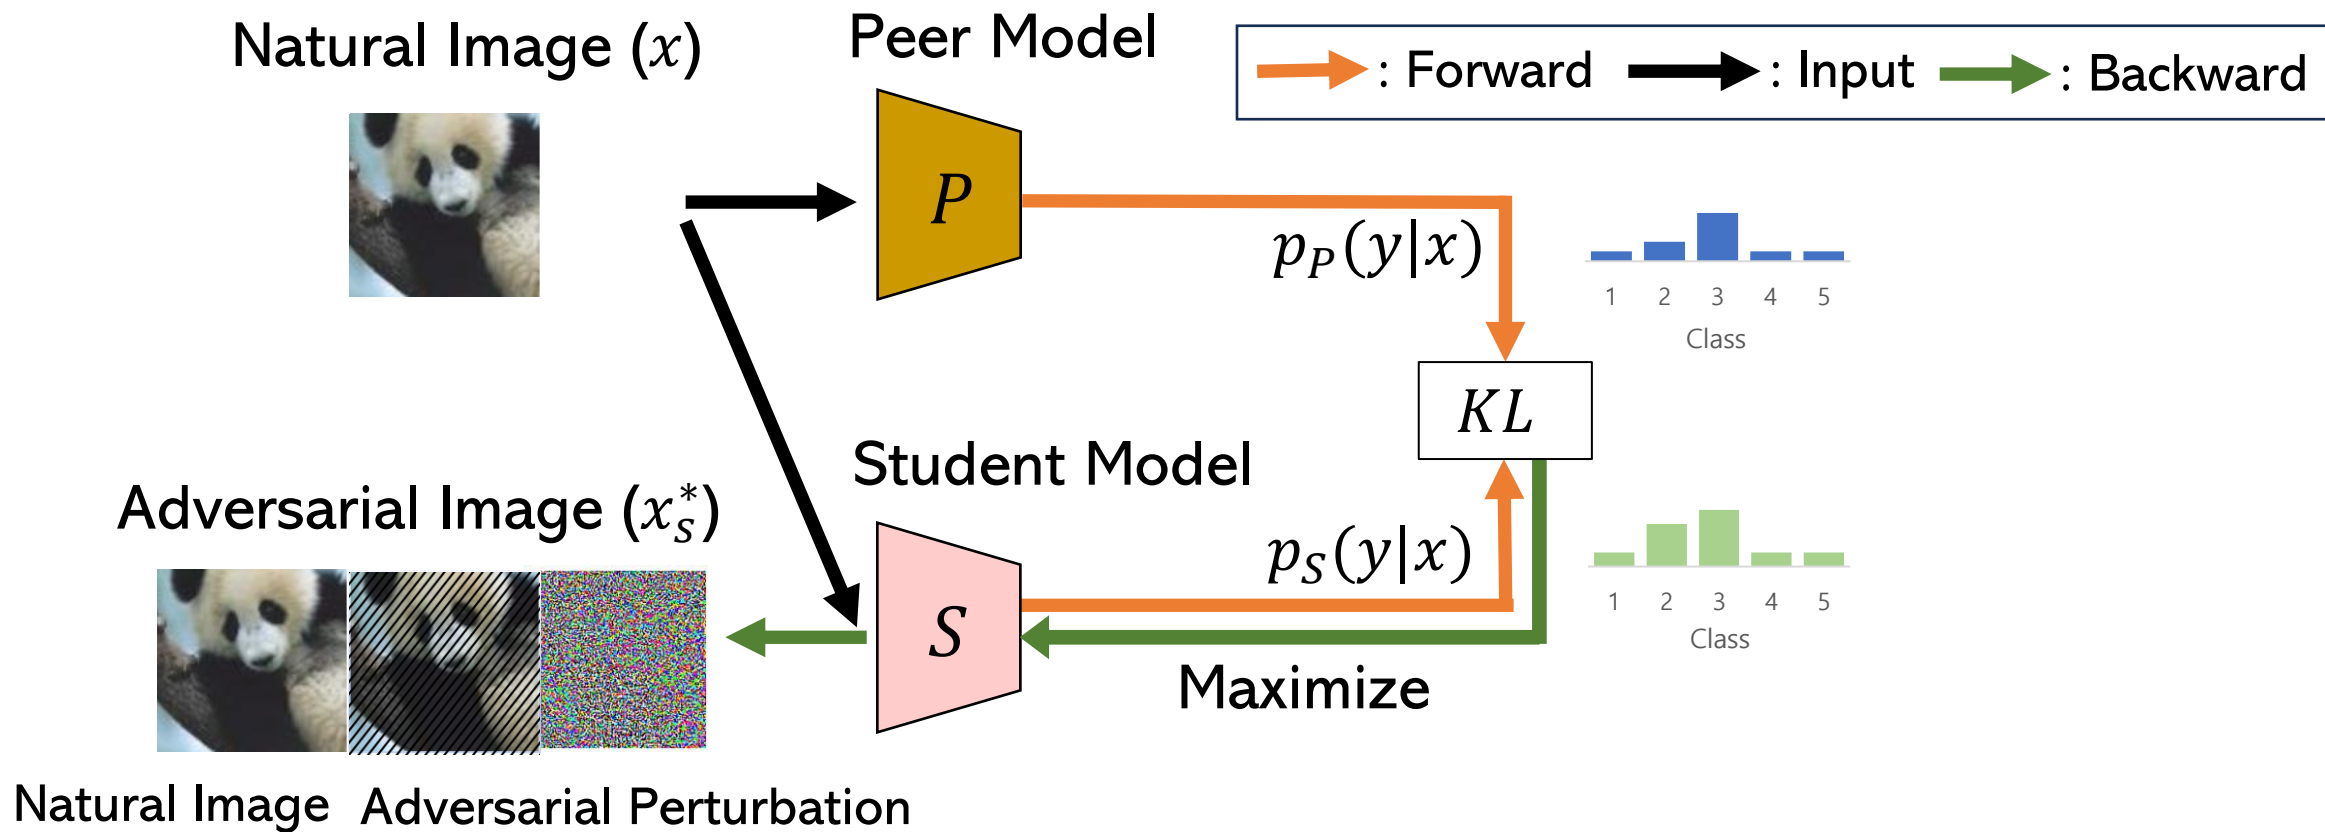 Natural Image (x)
Peer Model
: Forward : Input : Backward
P
p_P(y|x)
1 2 3 4 5
Class
KL
Student Model
Adversarial Image (x_s^*)
p_S(y|x)
1 2 3 4 5
Class
S
Maximize
Natural Image Adversarial Perturbation